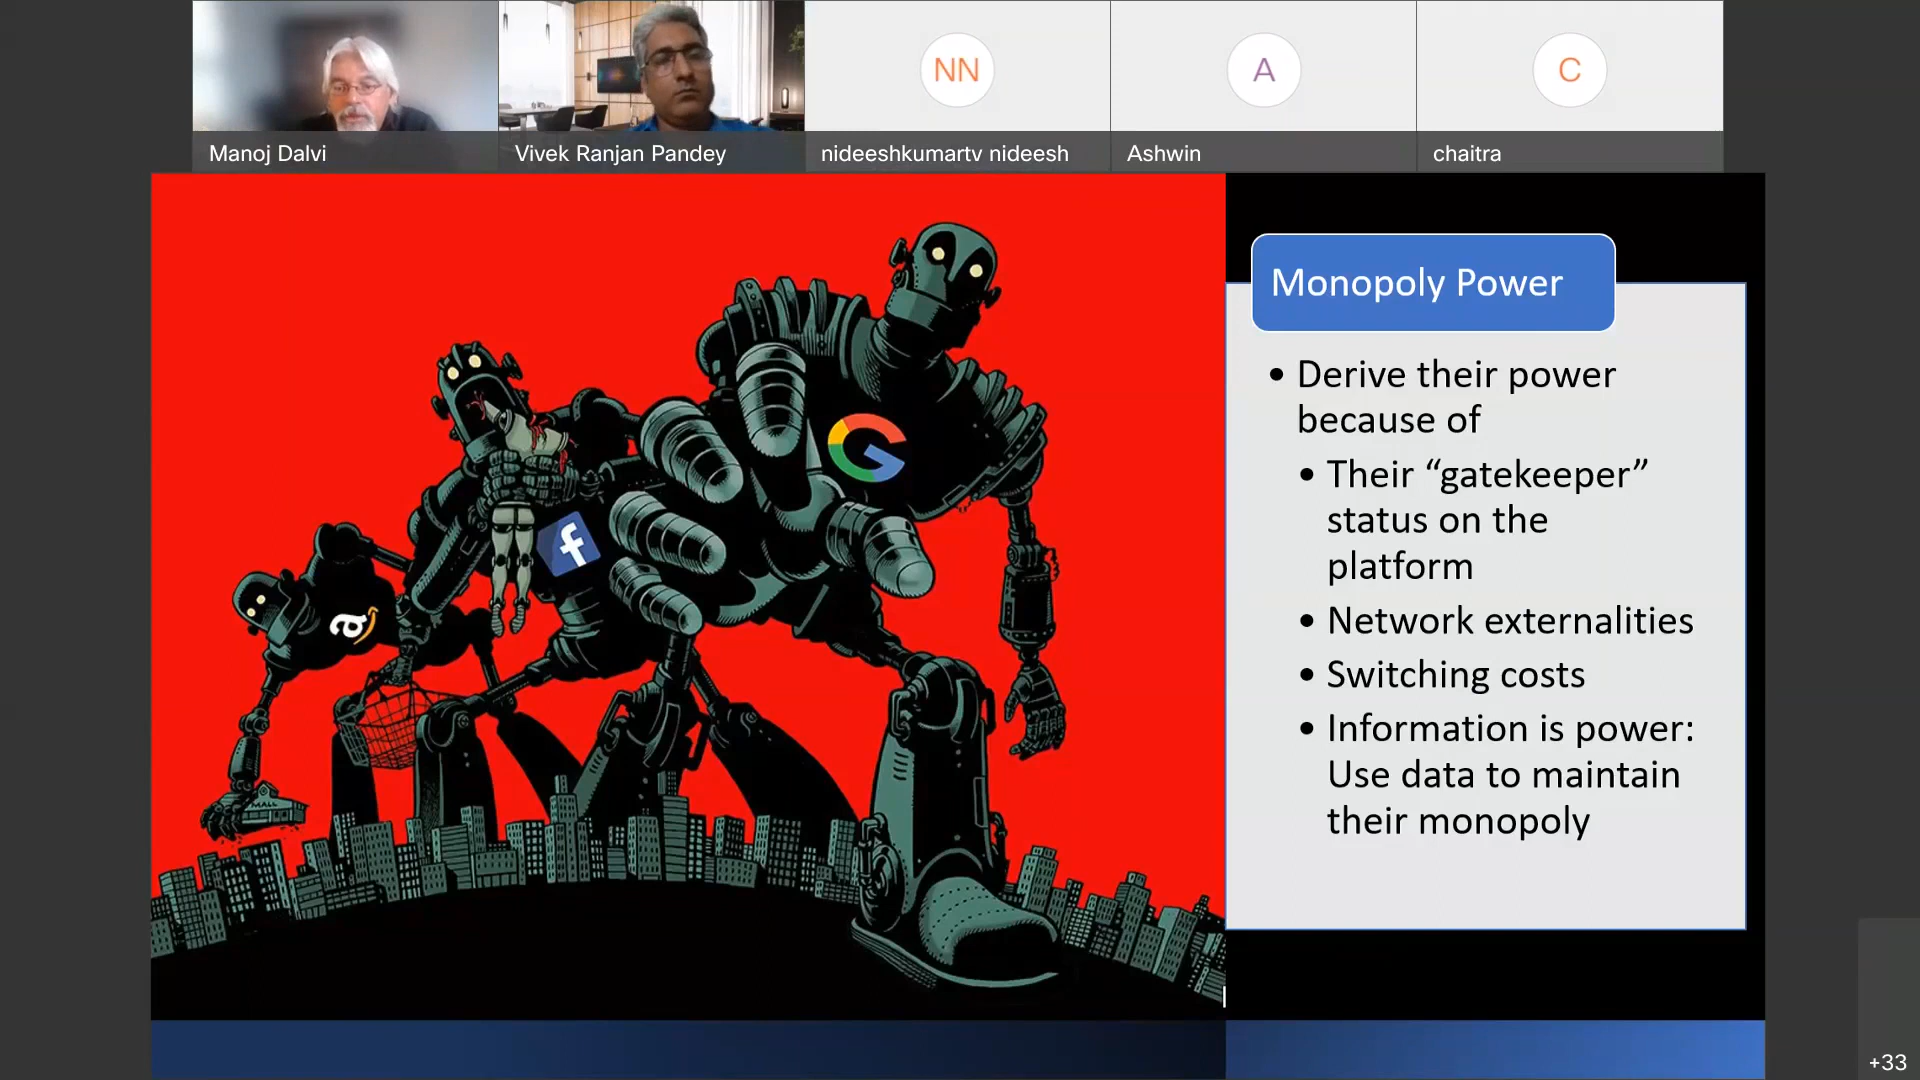 NN
A
C
Manoj Dalvi
Vivek Ranjan Pandey
nideeshkumartv nideesh
Ashwin
chaitra
MALL
a
f
G
Monopoly Power
• Derive their power
because of
• Their “gatekeeper”
status on the
platform
• Network externalities
• Switching costs
• Information is power:
Use data to maintain
their monopoly
+33